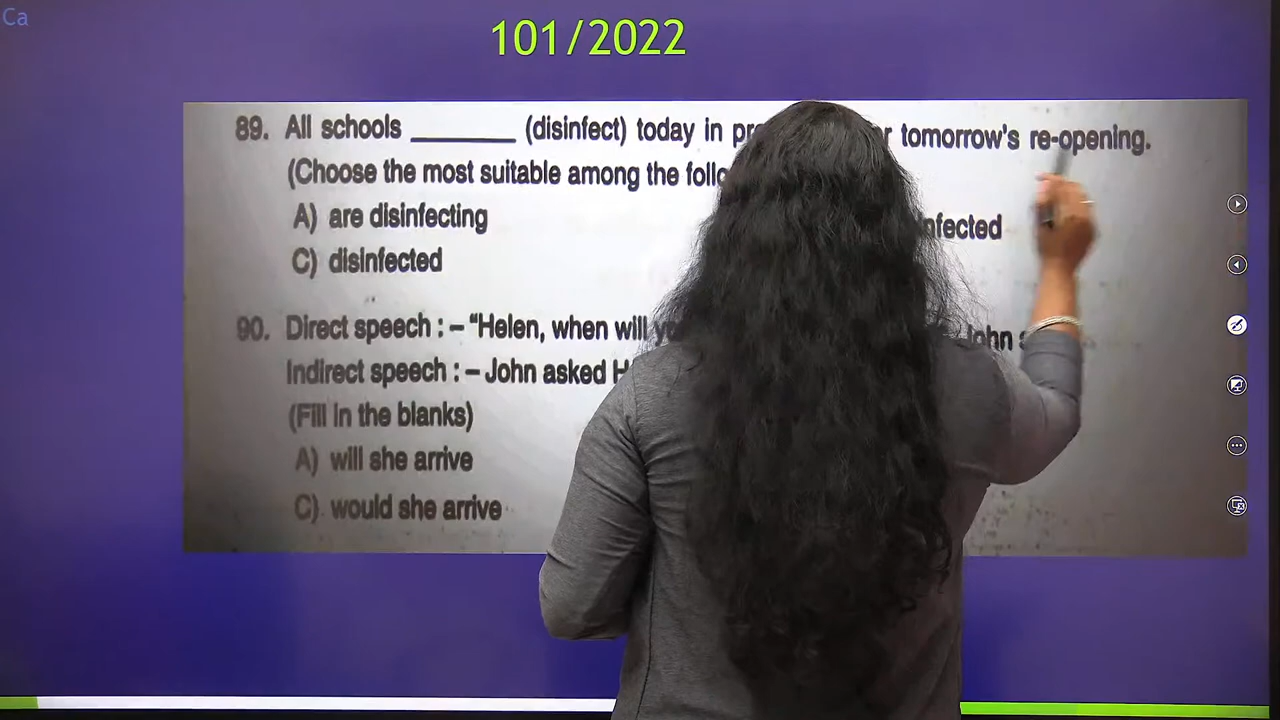 Ca
101/2022
89. All schools ________ (disinfect) today in tomorrow's re-opening.
(Choose the most suitable among the
A) are disinfecting
C) disinfected
90. Direct speech : – "Helen, when will John
Indirect speech : – John asked
(Fill in the blanks)
A) will she arrive
C) would she arrive